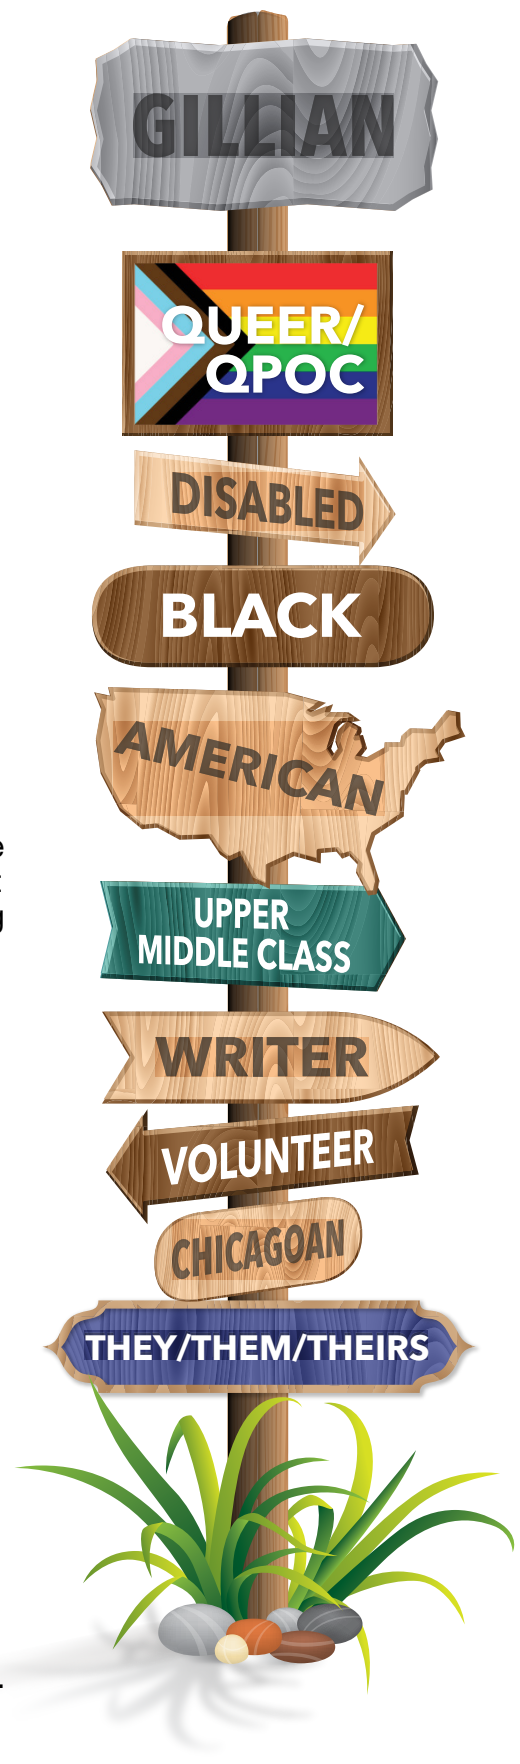 GILLIAN
QUEER/
QPOC
DISABLED
BLACK
AMERICAN
UPPER
MIDDLE CLASS
WRITER
VOLUNTEER
CHICAGOAN
THEY/THEM/THEIRS